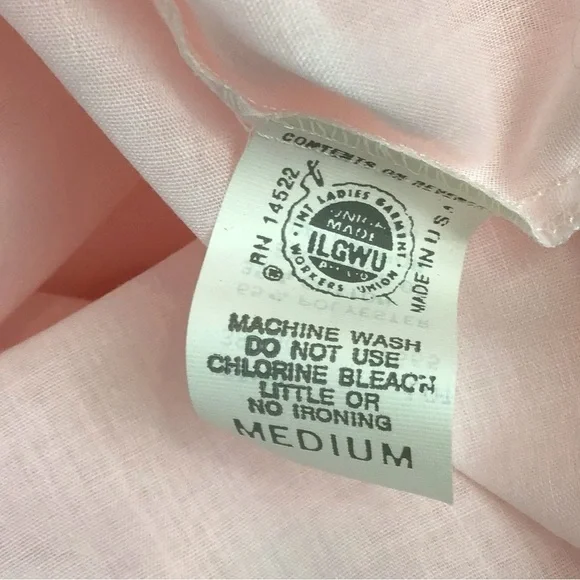 CONTENTS ON REVERSE
RN 14522
INT LADIES GARMENT
WORKERS UNION
UNION
MADE
ILGWU
MADE IN U.S.A.
POLYESTER
MACHINE WASH
DO NOT USE
CHLORINE BLEACH
LITTLE OR
NO IRONING
MEDIUM